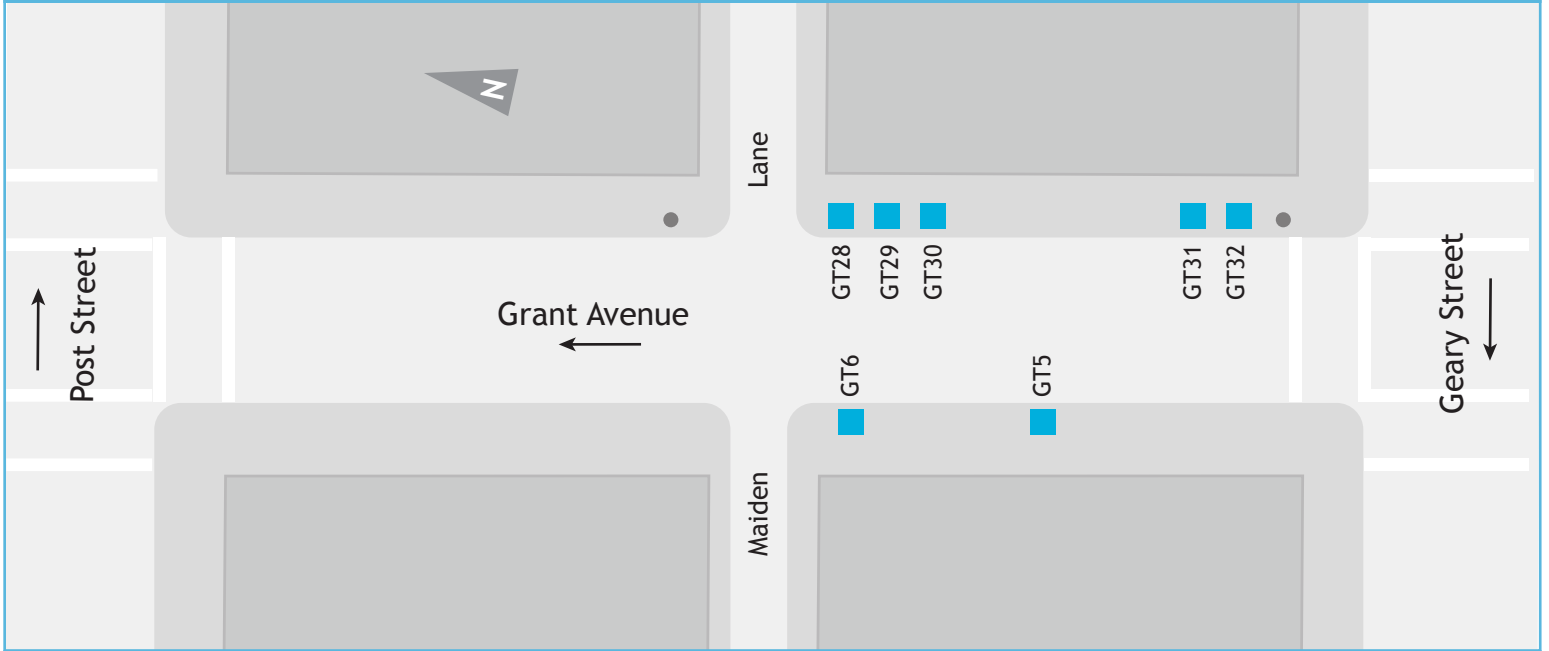 N
Lane
GT28
GT29
GT30
GT31
GT32
Post Street
Grant Avenue
Geary Street
GT6
GT5
Maiden